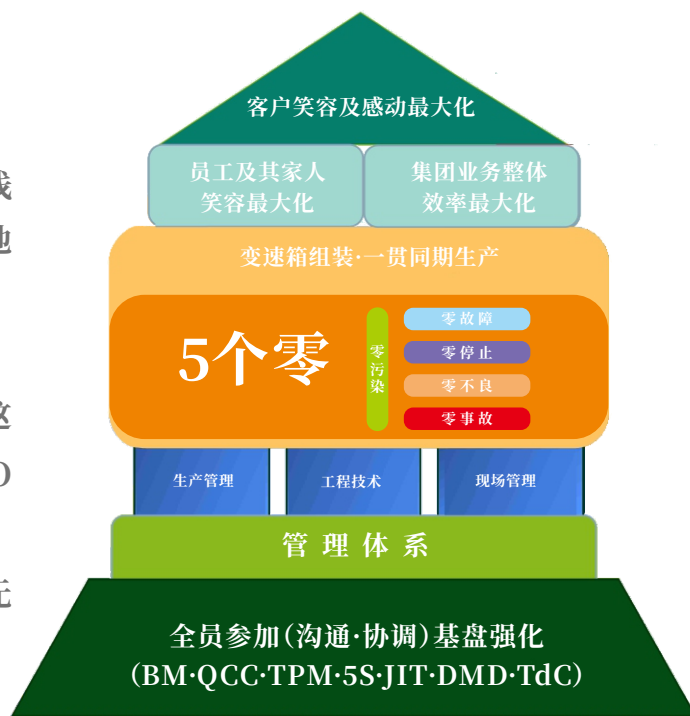 客户笑容及感动最大化
员工及其家人
笑容最大化
集团业务整体
效率最大化
变速箱组装·一贯同期生产
5个零
零污染
零故障
零停止
零不良
零事故
生产管理
工程技术
现场管理
管理体系
全员参加(沟通·协调)基盘强化
(BM·QCC·TPM·5S·JIT·DMD·TdC)